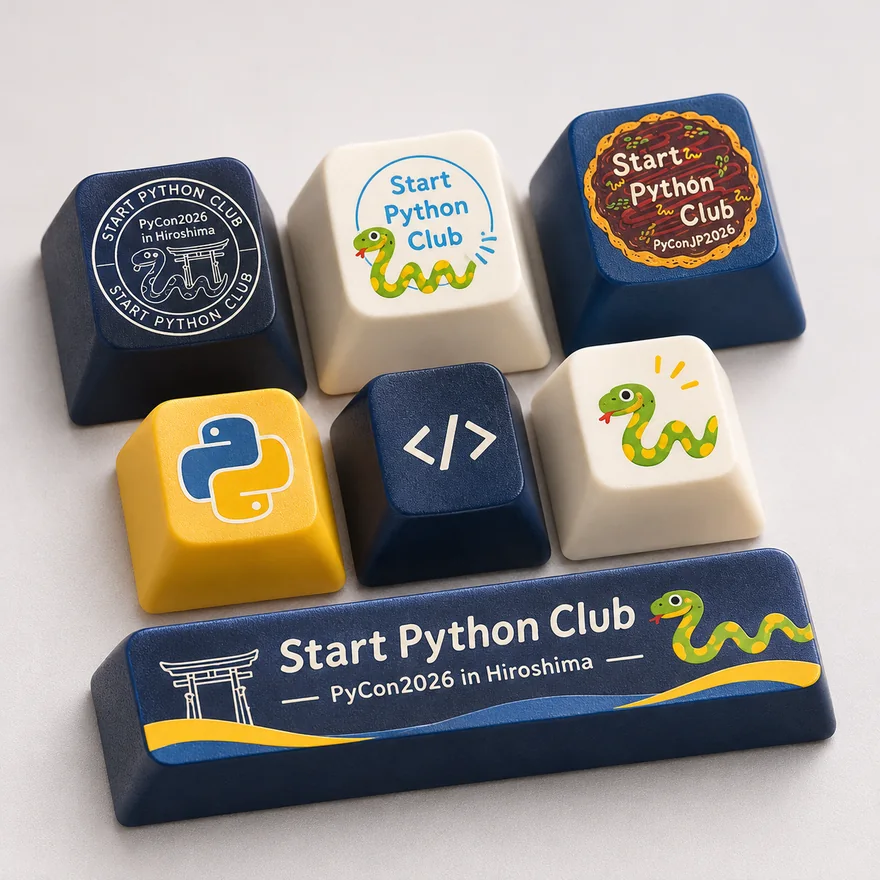 START PYTHON CLUB
PyCon2026
in Hiroshima
START PYTHON CLUB
Start
Python
Club
Start
Python
Club
PyConJP2026
</>
Start Python Club
PyCon2026 in Hiroshima